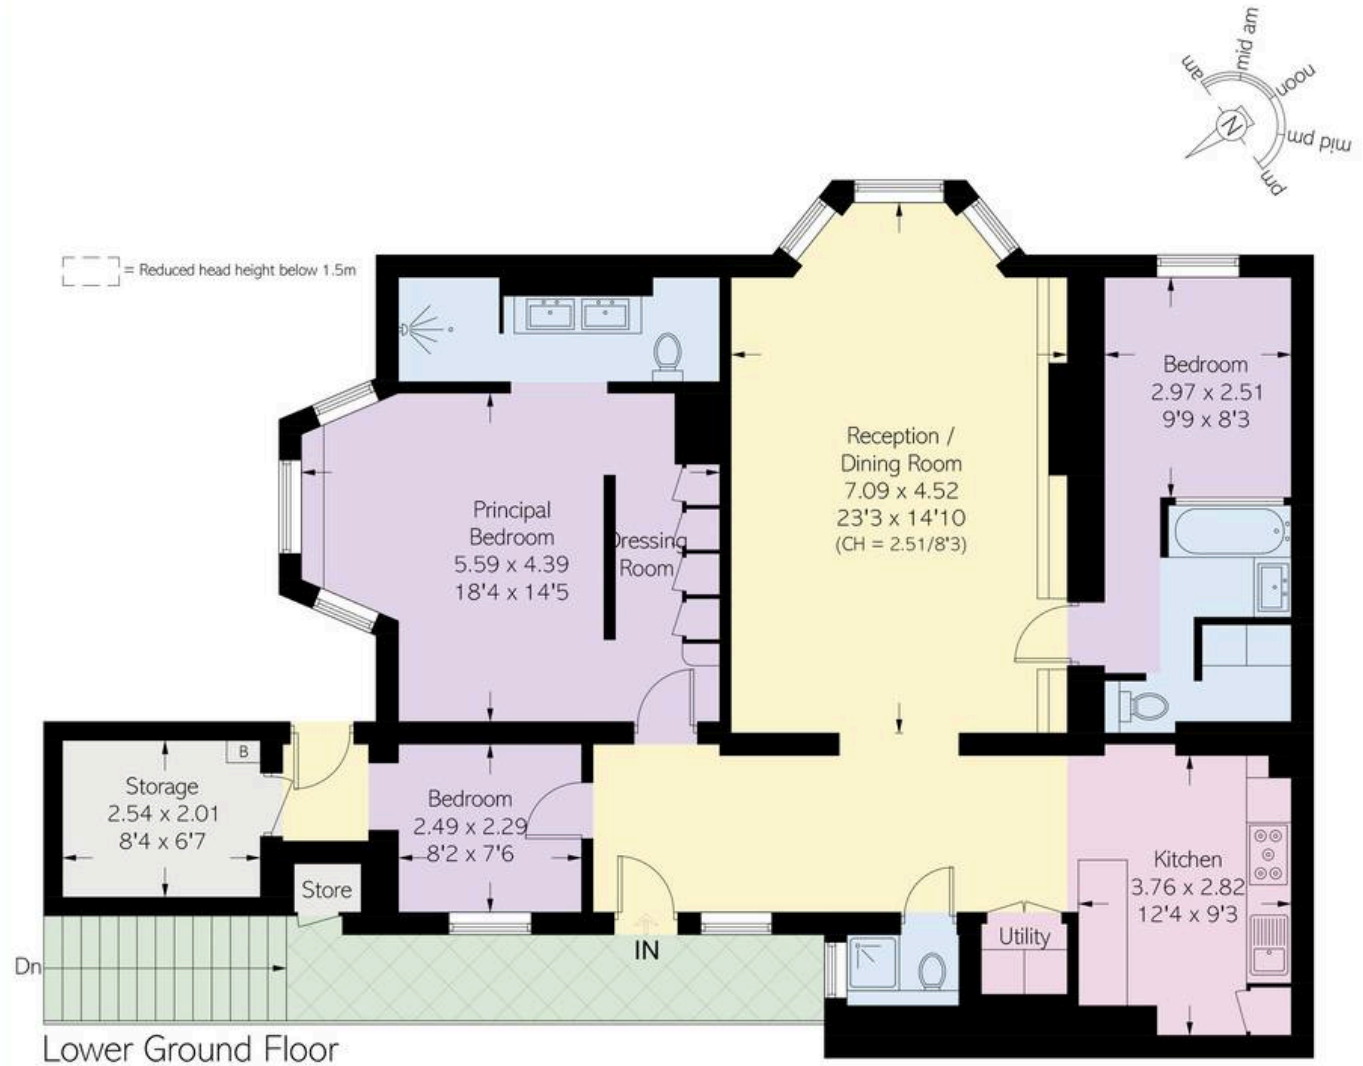 am
mid am
noon
mid pm
pm
N
= Reduced head height below 1.5m
Reception /
Dining Room
7.09 x 4.52
23'3 x 14'10
(CH = 2.51/8'3)
Bedroom
2.97 x 2.51
9'9 x 8'3
Principal
Bedroom
5.59 x 4.39
18'4 x 14'5
Dressing
Room
B
Storage
2.54 x 2.01
8'4 x 6'7
Bedroom
2.49 x 2.29
8'2 x 7'6
Kitchen
3.76 x 2.82
12'4 x 9'3
Store
Utility
IN
Dn
Lower Ground Floor